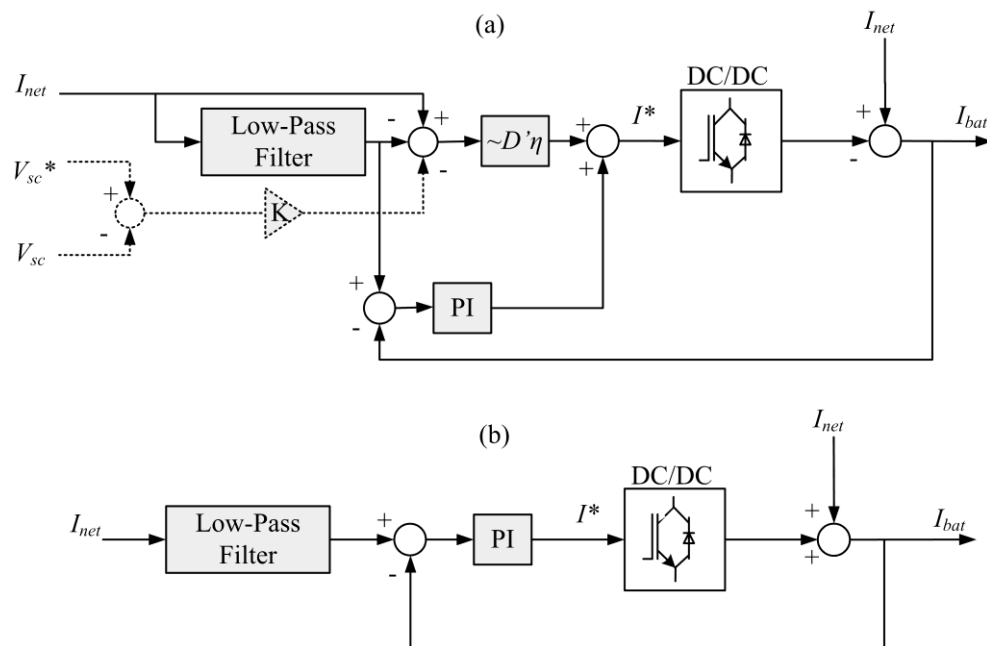 (a)
I_net
I_net
DC/DC
Low-Pass
Filter
-
+
-
-
~D'η
+
+
I*
+
-
I_bat
V_sc*
+
-
K
V_sc
+
-
PI
(b)
I_net
DC/DC
I_net
Low-Pass
Filter
+
-
PI
I*
+
+
I_bat